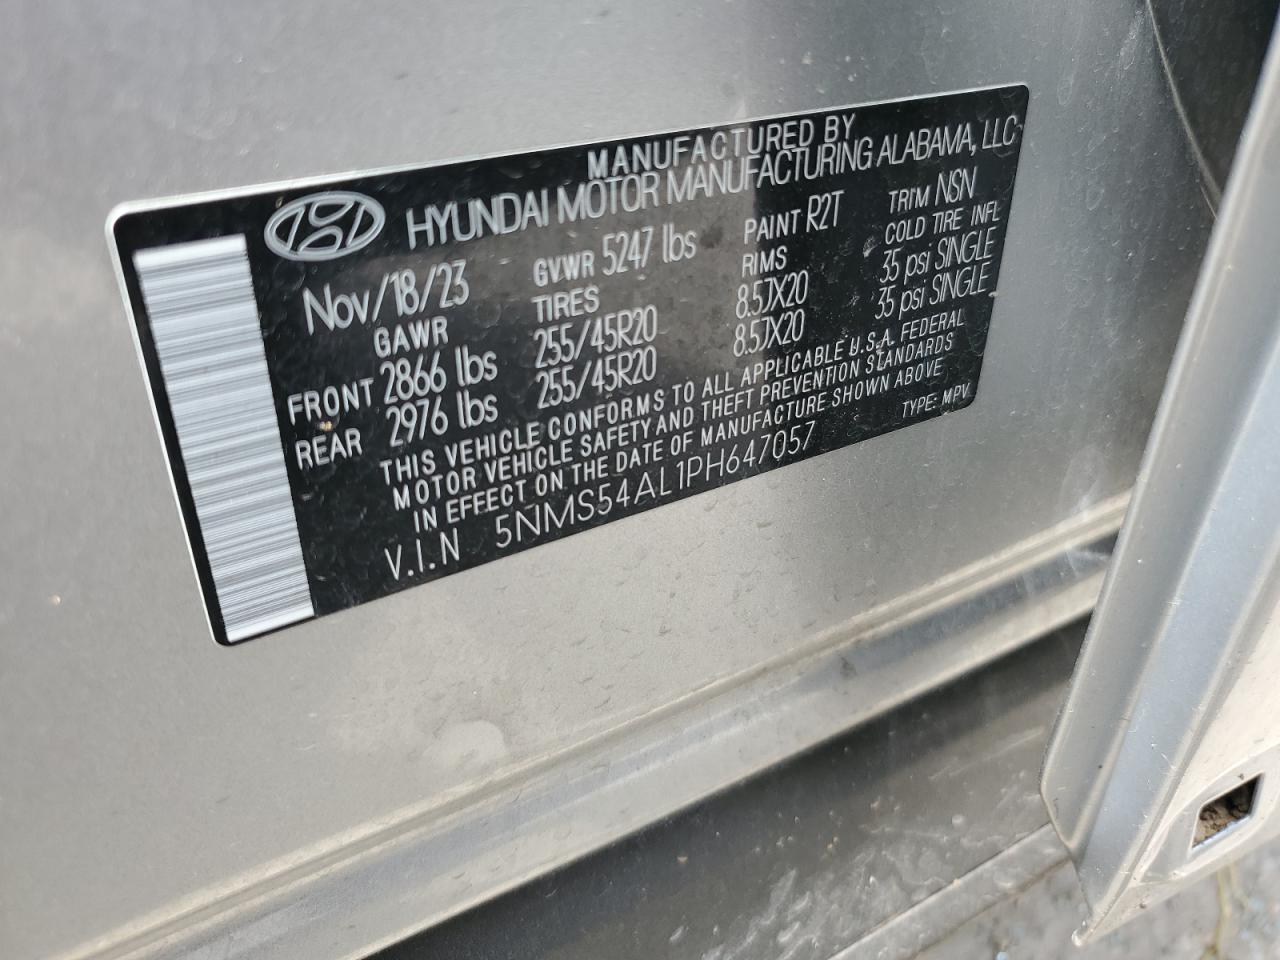 MANUFACTURED BY
HYUNDAI MOTOR MANUFACTURING ALABAMA, LLC
Nov/18/23 GVWR 5247 lbs PAINT R2T TRIM NSN
GAWR TIRES RIMS COLD TIRE INFL
FRONT 2866 lbs 255/45R20 8.5JX20 35 psi SINGLE
REAR 2976 lbs 255/45R20 8.5JX20 35 psi SINGLE
THIS VEHICLE CONFORMS TO ALL APPLICABLE U.S.A. FEDERAL
MOTOR VEHICLE SAFETY AND THEFT PREVENTION STANDARDS
IN EFFECT ON THE DATE OF MANUFACTURE SHOWN ABOVE
V.I.N 5NMS54AL1PH647057 TYPE: MPV